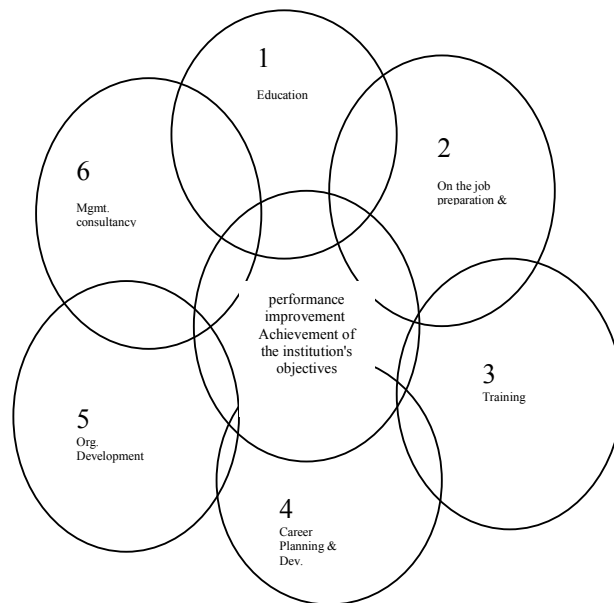 1
Education
2
On the job
preparation &
3
Training
4
Career
Planning &
Dev.
5
Org.
Development
6
Mgmt.
consultancy
performance
improvement
Achievement of
the institution's
objectives